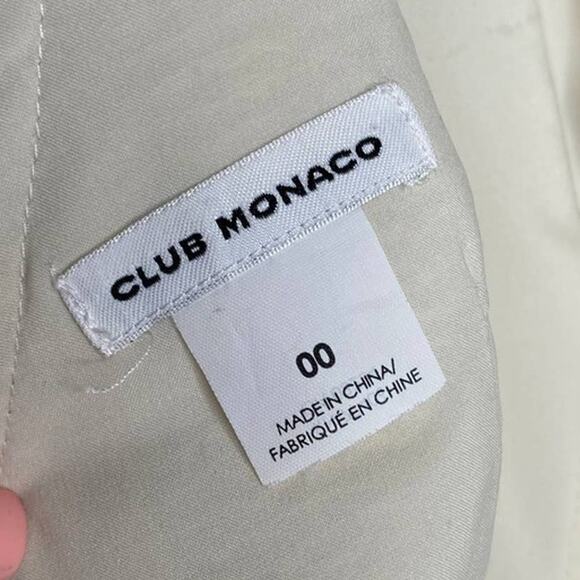 CLUB MONACO
00
MADE IN CHINA/
FABRIQUÉ EN CHINE